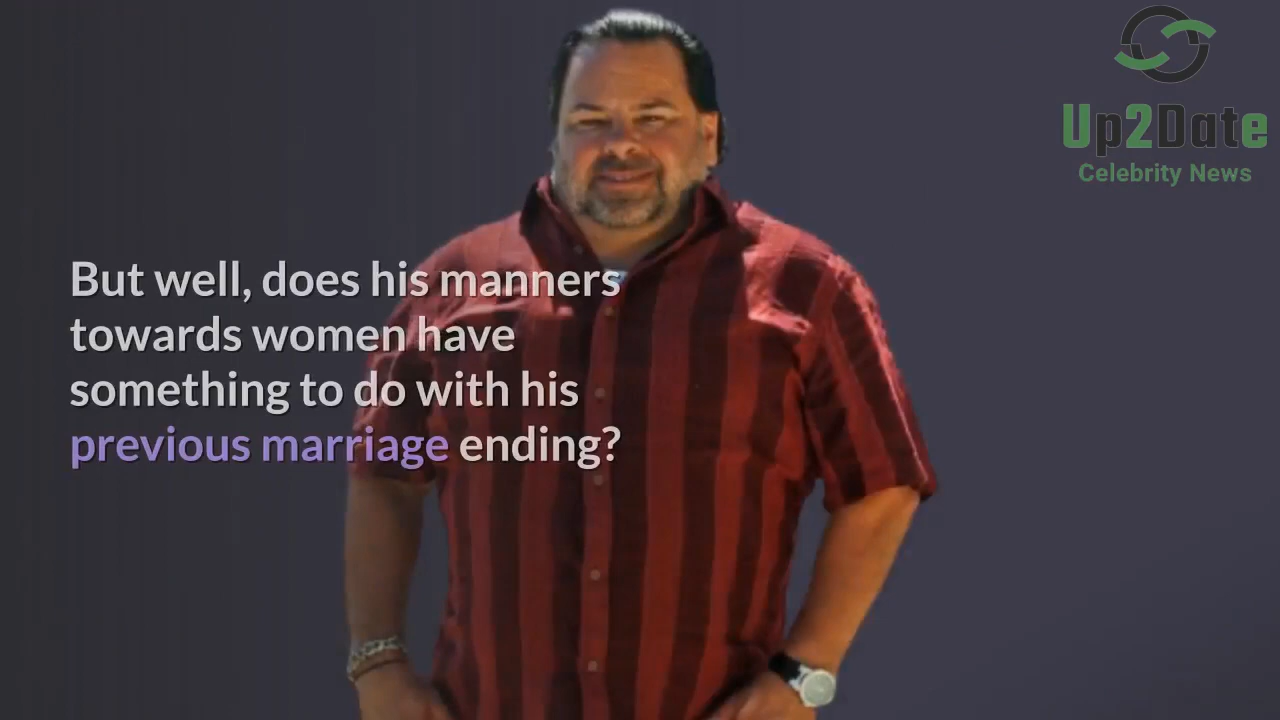 Up2Date
Celebrity News
But well, does his manners
towards women have
something to do with his
previous marriage ending?